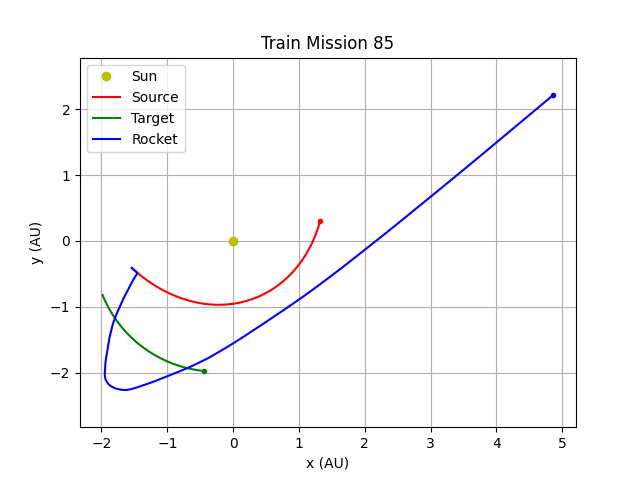 Train Mission 85
Sun
Source
Target
Rocket
y (AU)
2
1
0
−1
−2
−2 −1 0 1 2 3 4 5
x (AU)